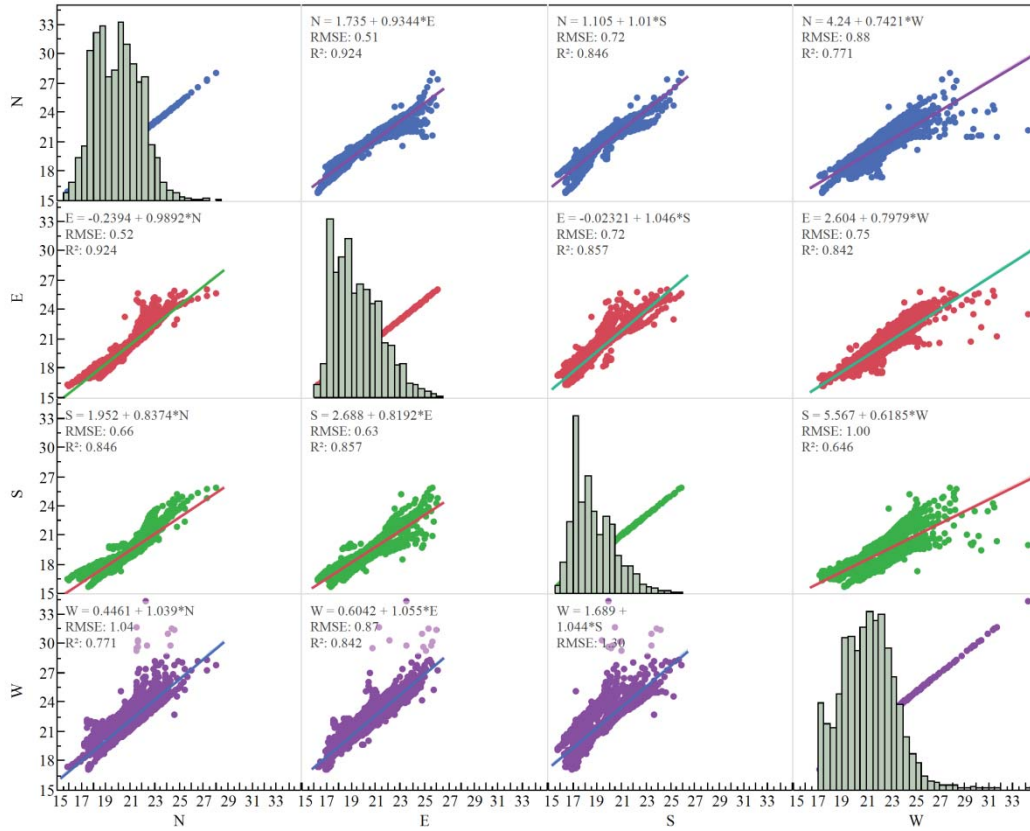 33
30
27
24
21
18
15
N
N = 1.735 + 0.9344*E
RMSE: 0.51
R²: 0.924
N = 1.105 + 1.01*S
RMSE: 0.72
R²: 0.846
N = 4.24 + 0.7421*W
RMSE: 0.88
R²: 0.771
33
30
27
24
21
18
15
E
E = -0.2394 + 0.9892*N
RMSE: 0.52
R²: 0.924
E = -0.02321 + 1.046*S
RMSE: 0.72
R²: 0.857
E = 2.604 + 0.7979*W
RMSE: 0.75
R²: 0.842
33
30
27
24
21
18
15
S
S = 1.952 + 0.8374*N
RMSE: 0.66
R²: 0.846
S = 2.688 + 0.8192*E
RMSE: 0.63
R²: 0.857
S = 5.567 + 0.6185*W
RMSE: 1.00
R²: 0.646
33
30
27
24
21
18
15
W
W = 0.4461 + 1.039*N
RMSE: 1.04
R²: 0.771
W = 0.6042 + 1.055*E
RMSE: 0.87
R²: 0.842
W = 1.689 +
1.044*S
RMSE: 1.30
15 17 19 21 23 25 27 29 31 33
15 17 19 21 23 25 27 29 31 33
15 17 19 21 23 25 27 29 31 33
15 17 19 21 23 25 27 29 31 33
N E S W